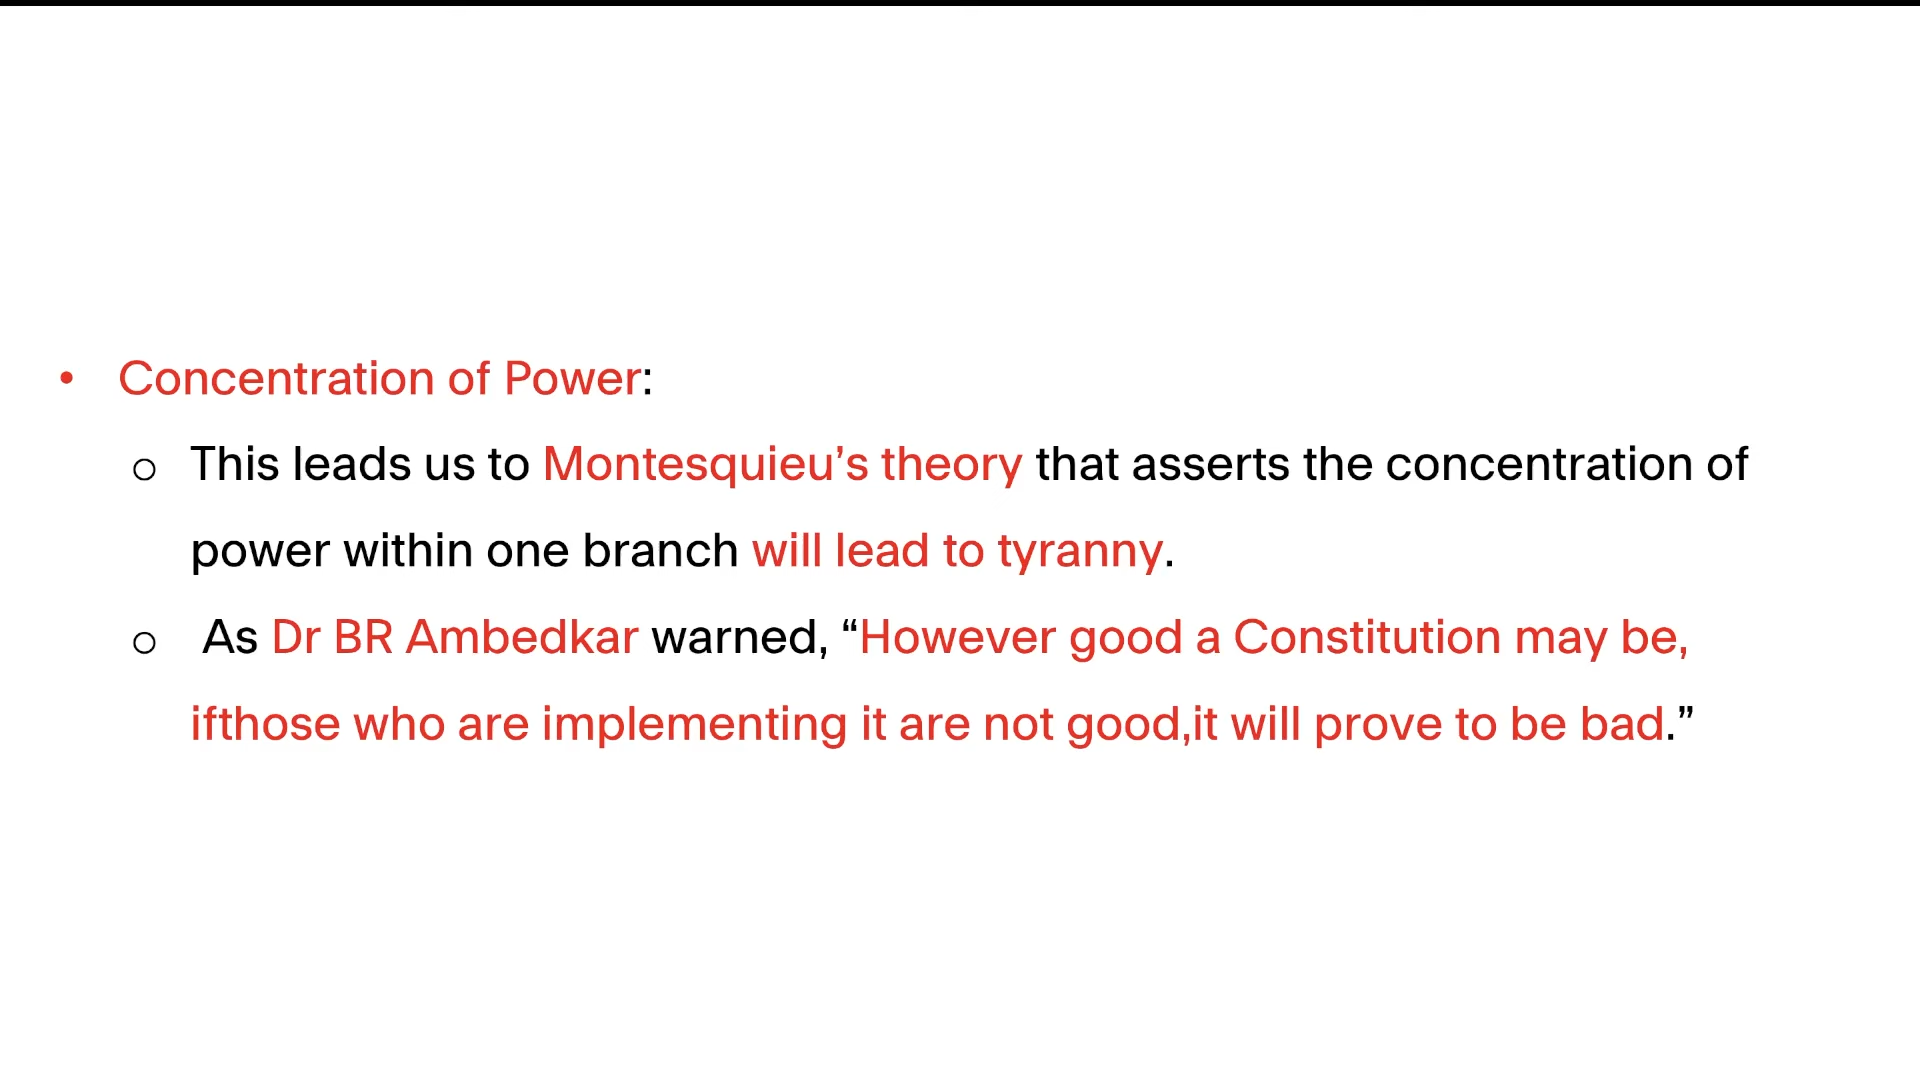 • Concentration of Power:
○ This leads us to Montesquieu’s theory that asserts the concentration of
power within one branch will lead to tyranny.
○ As Dr BR Ambedkar warned, “However good a Constitution may be,
ifthose who are implementing it are not good,it will prove to be bad.”